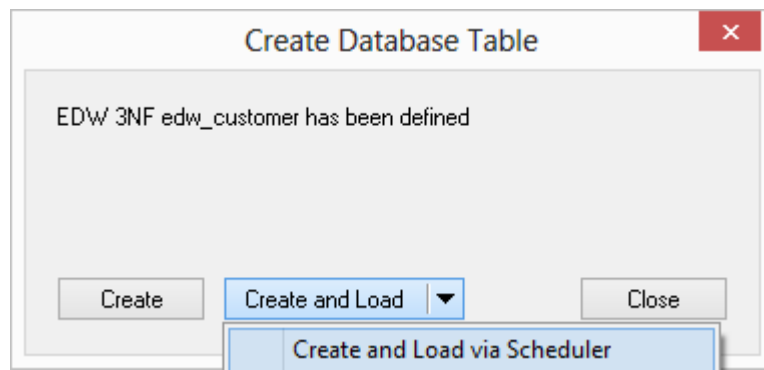 Create Database Table
EDW 3NF edw_customer has been defined
Create
Create and Load
Close
Create and Load via Scheduler